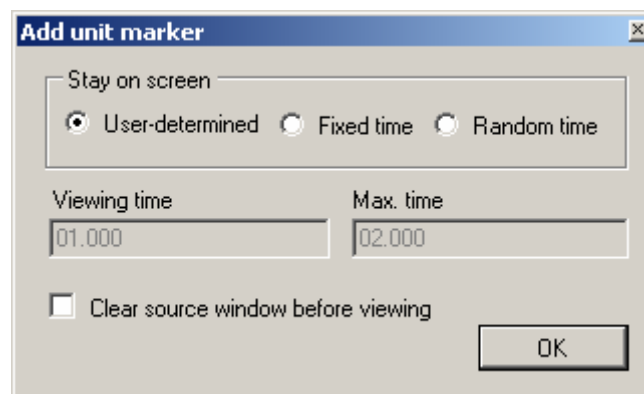 Add unit marker
Stay on screen
User-determined Fixed time Random time
Viewing time Max. time
01.000 02.000
Clear source window before viewing
OK